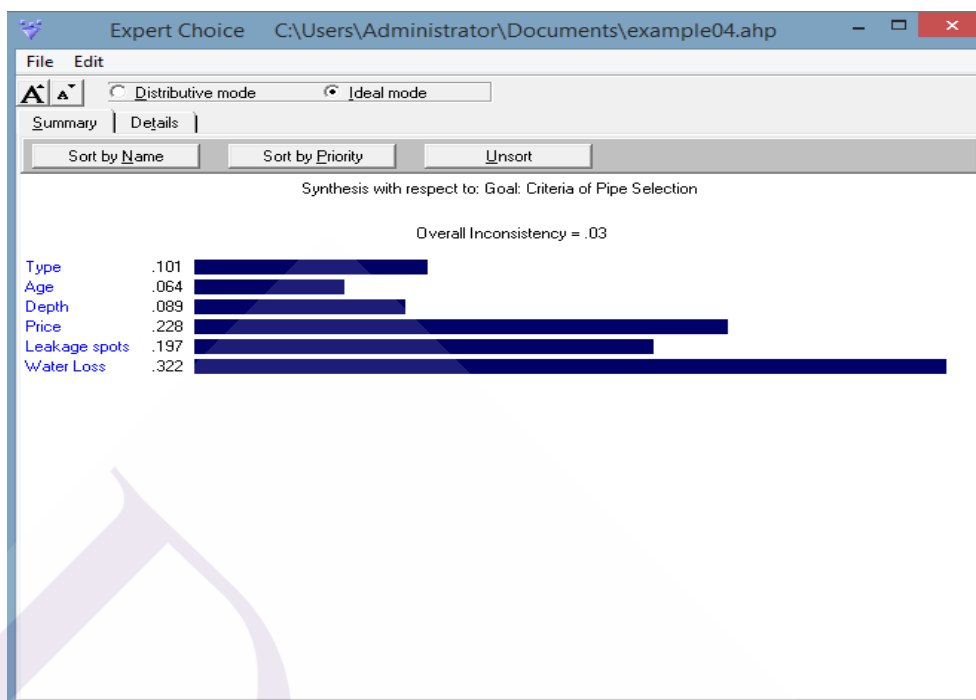 Expert Choice C:\Users\Administrator\Documents\example04.ahp
File Edit
A A Distributive mode Ideal mode
Summary Details
Sort by Name Sort by Priority Unsort
Synthesis with respect to: Goal: Criteria of Pipe Selection
Overall Inconsistency = .03
Type .101
Age .064
Depth .089
Price .228
Leakage spots .197
Water Loss .322